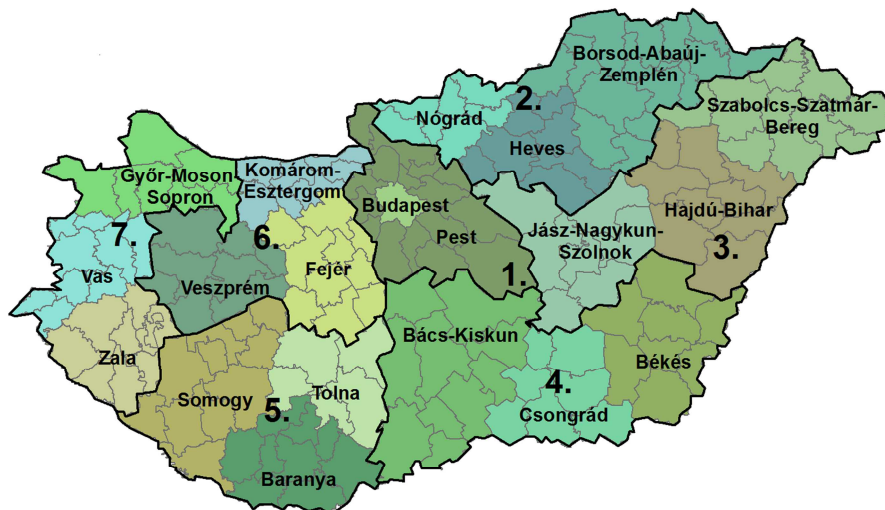 Borsod-Abaúj-
Zemplén
2.
Nógrád
Szabolcs-Szatmár-
Bereg
Heves
Komárom-
Esztergom
Győr-Moson-
Sopron
Budapest
Hajdú-Bihar
Jász-Nagykun-
Szolnok
7.
6.
Pest
3.
Vas
Veszprém
Fejér
1.
Bács-Kiskun
Zala
Békés
4.
Somogy
Tolna
5.
Csongrád
Baranya